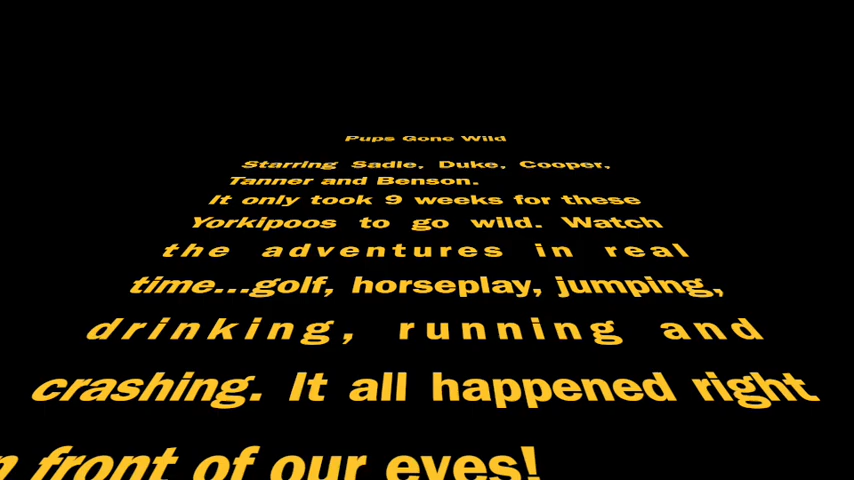 Pups Gone Wild
Starring Sadie, Duke, Cooper,
Tanner and Benson.
It only took 9 weeks for these
Yorkipoos to go wild. Watch
the adventures in real
time...golf, horseplay, jumping,
drinking, running and
crashing. It all happened right
front of our eyes!